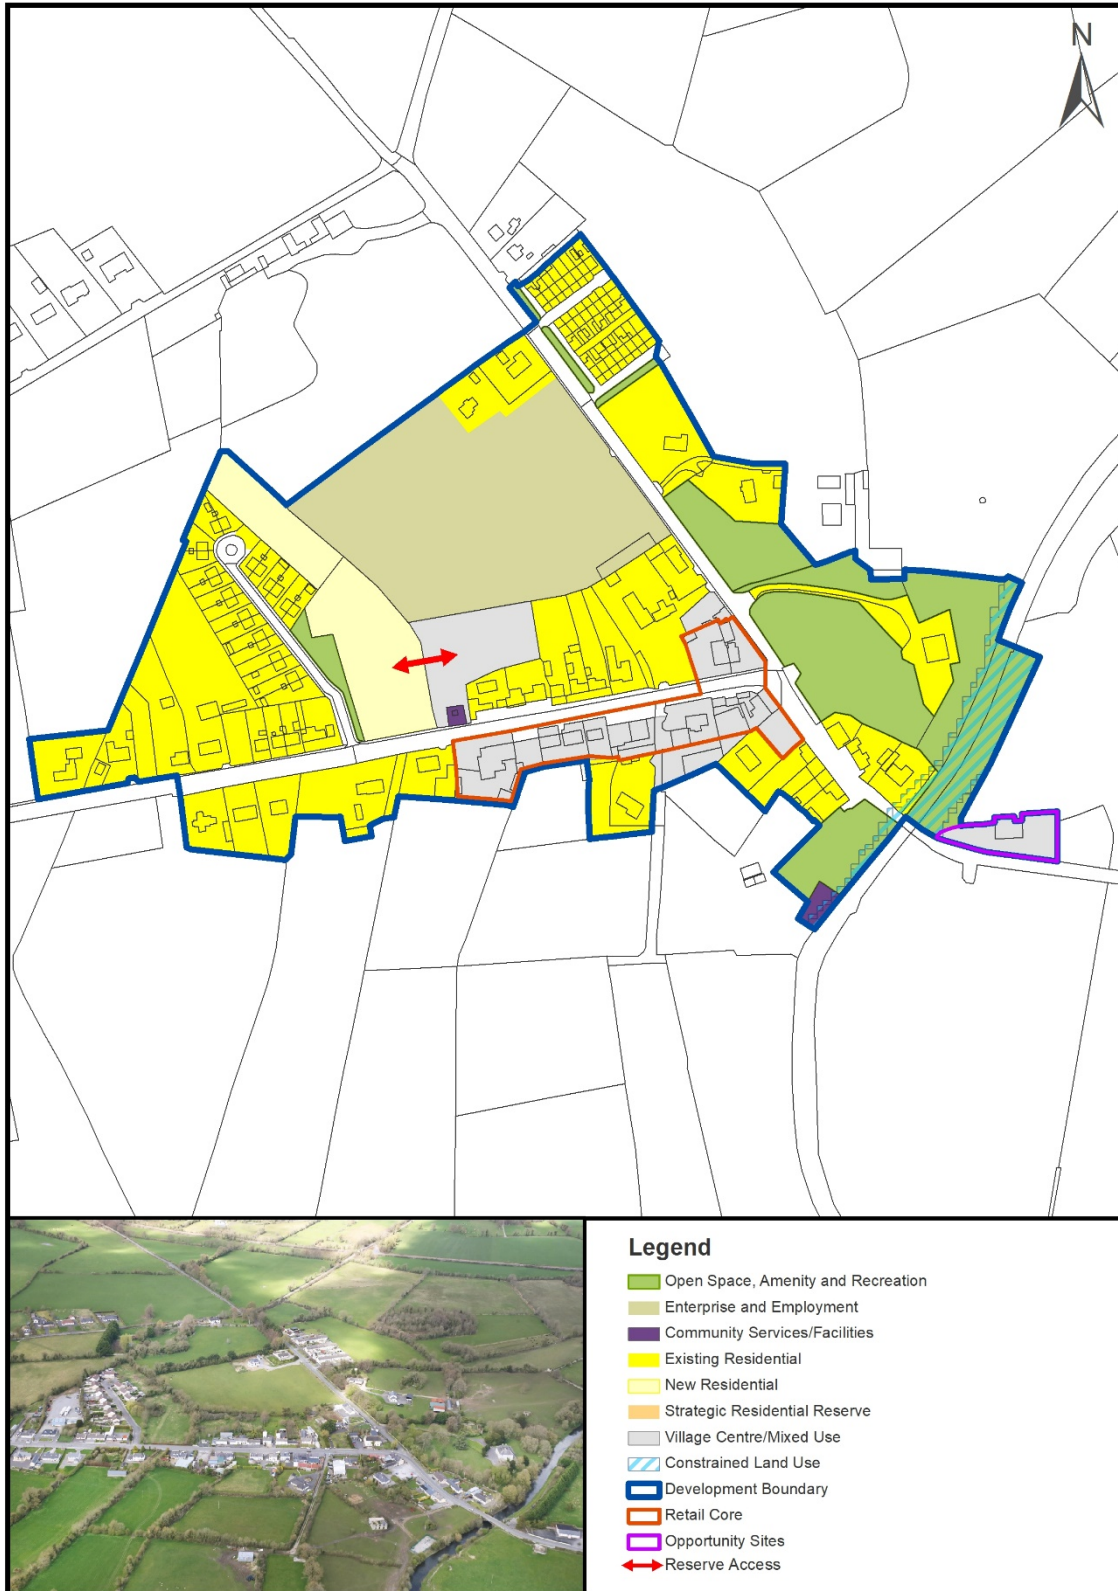 N
Legend
Open Space, Amenity and Recreation
Enterprise and Employment
Community Services/Facilities
Existing Residential
New Residential
Strategic Residential Reserve
Village Centre/Mixed Use
Constrained Land Use
Development Boundary
Retail Core
Opportunity Sites
Reserve Access